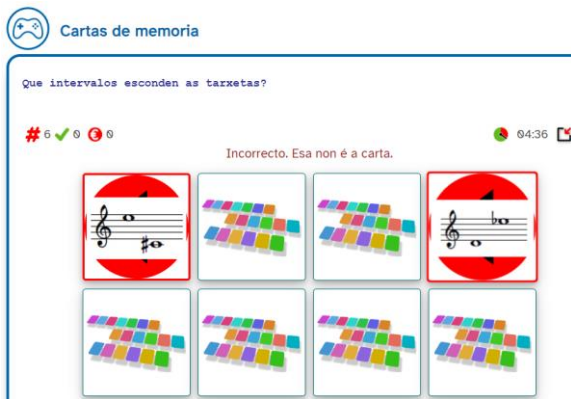 Cartas de memoria
Que intervalos esconden as tarxetas?
6 0 0 04:36
Incorrecto. Esa non é a carta.